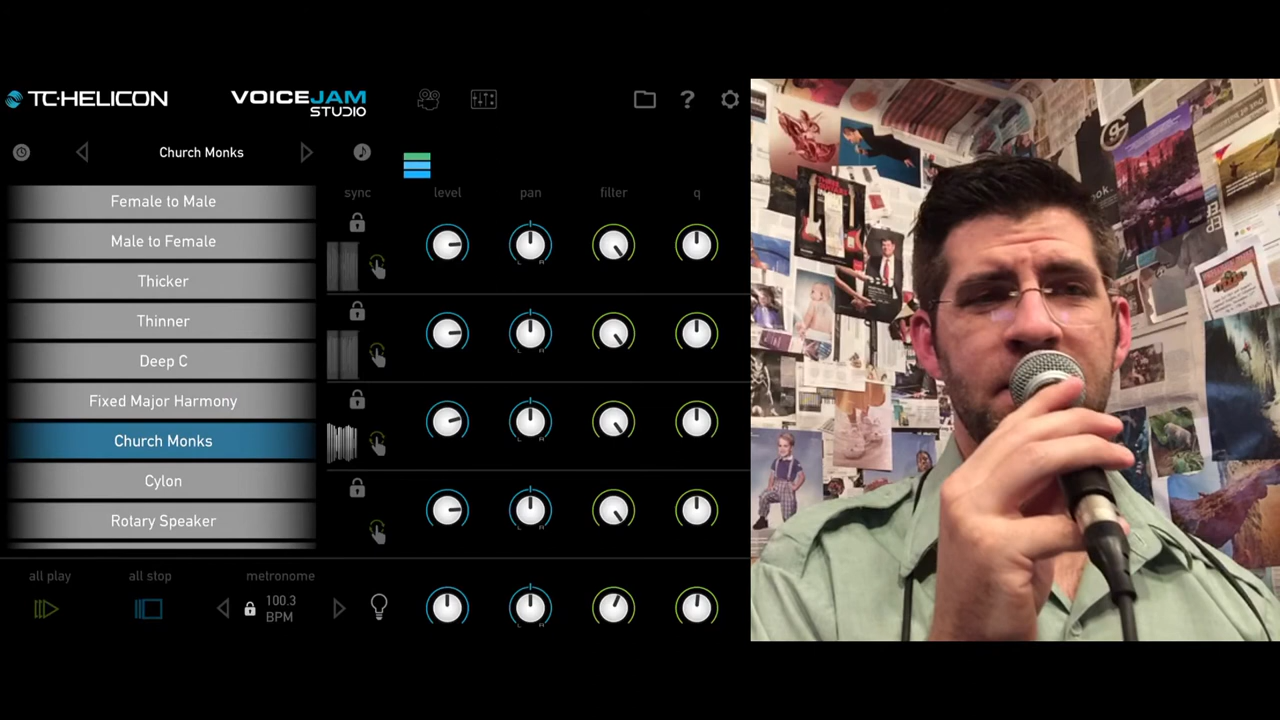 TC·HELICON
VOICEJAM
STUDIO
?
Church Monks
Female to Male
Male to Female
Thicker
Thinner
Deep C
Fixed Major Harmony
Church Monks
Cylon
Rotary Speaker
sync
level
pan
filter
q
L R
L R
L R
L R
all play
all stop
metronome
100.3
BPM
L R